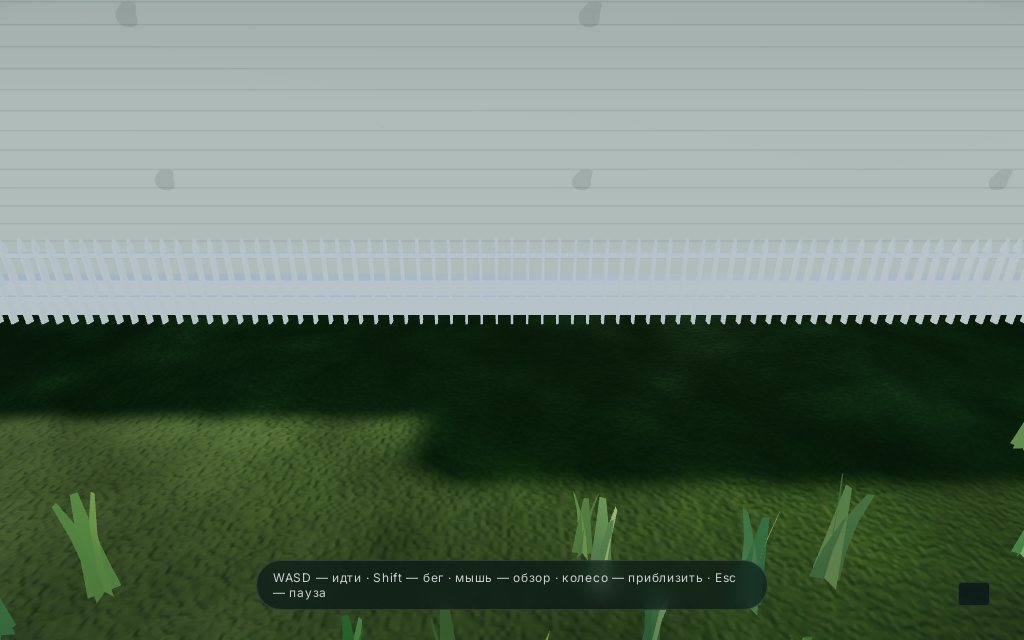 WASD — идти · Shift — бег · мышь — обзор · колесо — приблизить · Esc
— пауза